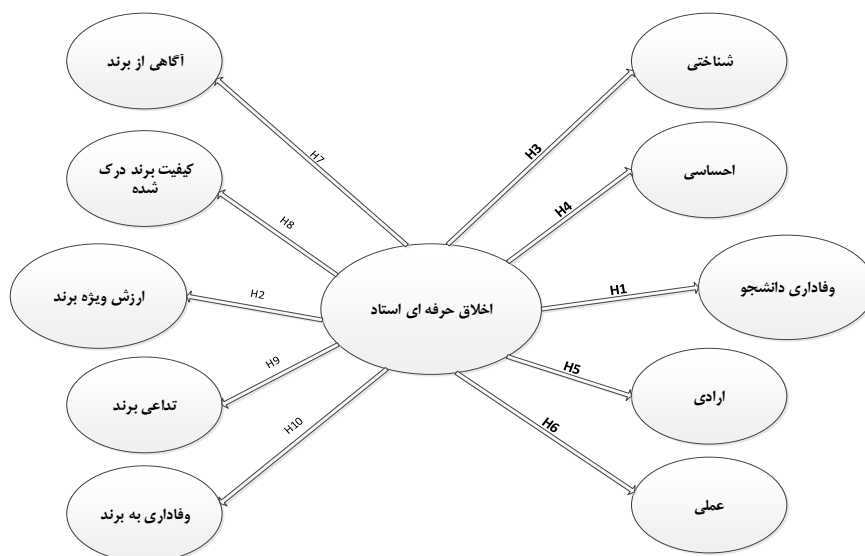 آگاهی از برند
شناختی
H7
H3
کیفیت برند درک
شده
احساسی
H8
H4
ارزش ویژه برند
H2
اخلاق حرفه ای استاد
H1
وفاداری دانشجو
تداعی برند
H9
H5
ارادی
H10
H6
وفاداری به برند
عملی